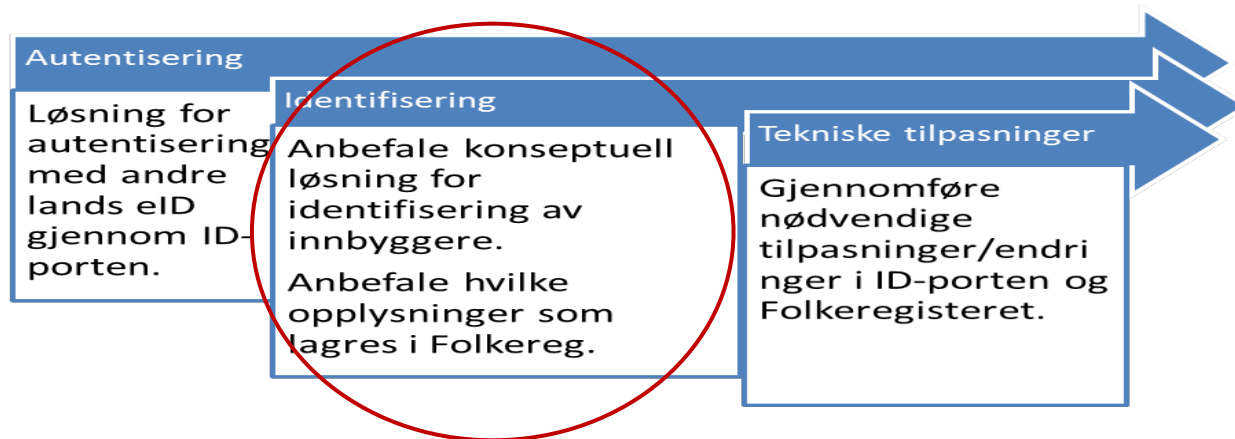 Autentisering
Løsning for
autentisering
med andre
lands eID
gjennom ID-
porten.
Identifisering
Anbefale konseptuell
løsning for
identifisering av
innbyggere.
Anbefale hvilke
opplysninger som
lagres i Folkereg.
Tekniske tilpasninger
Gjennomføre
nødvendige
tilpasninger/endri
nger i ID-porten og
Folkeregisteret.